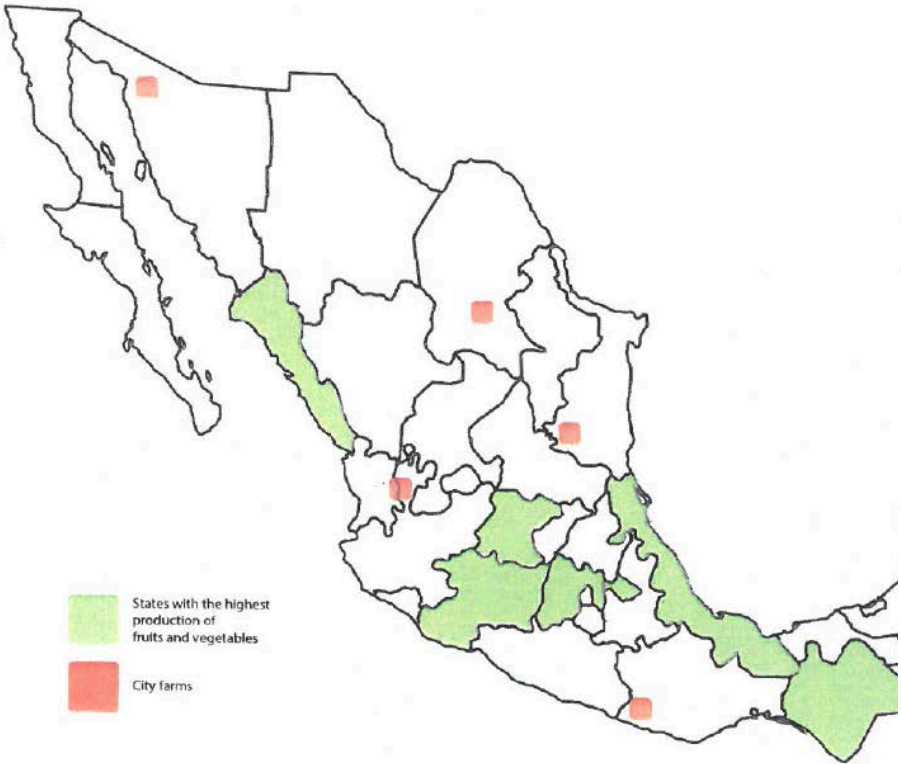 States with the highest
production of
fruits and vegetables
City farms